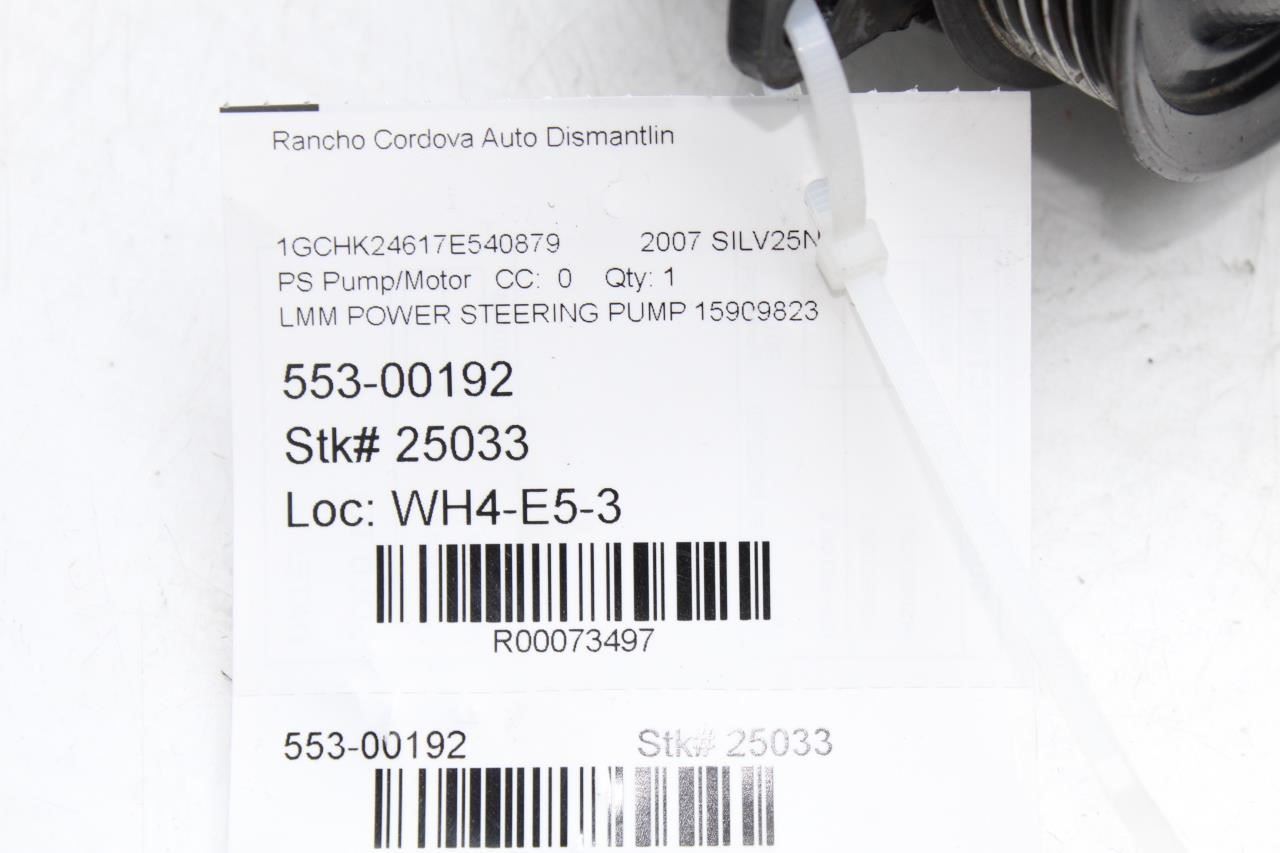 Rancho Cordova Auto Dismantlin
1GCHK24617E540879 2007 SILV25N
PS Pump/Motor CC: 0 Qty: 1
LMM POWER STEERING PUMP 15909823
553-00192
Stk# 25033
Loc: WH4-E5-3
R00073497
553-00192 Stk# 25033